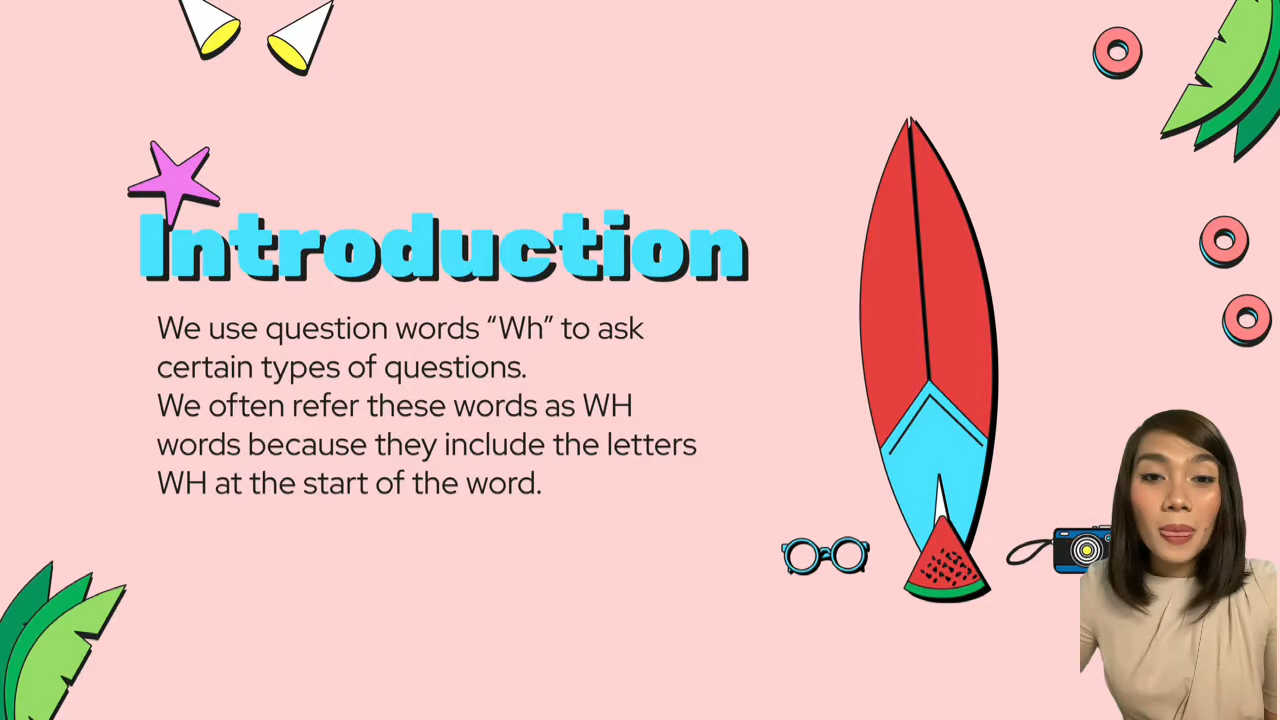 Introduction
We use question words “Wh” to ask
certain types of questions.
We often refer these words as WH
words because they include the letters
WH at the start of the word.